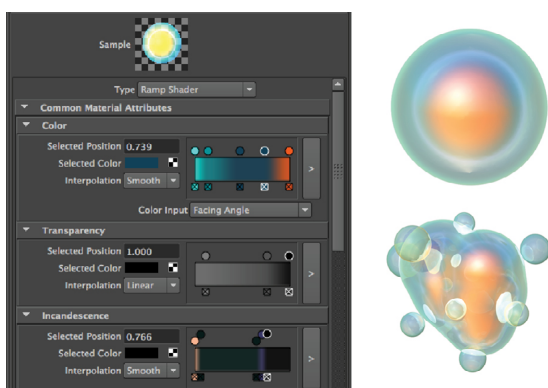 Sample
Type Ramp Shader
Common Material Attributes
Color
Selected Position 0.739
Selected Color
Interpolation Smooth
>
Color Input Facing Angle
Transparency
Selected Position 1.000
Selected Color
Interpolation Linear
>
Incandescence
Selected Position 0.766
Selected Color
Interpolation Smooth
>